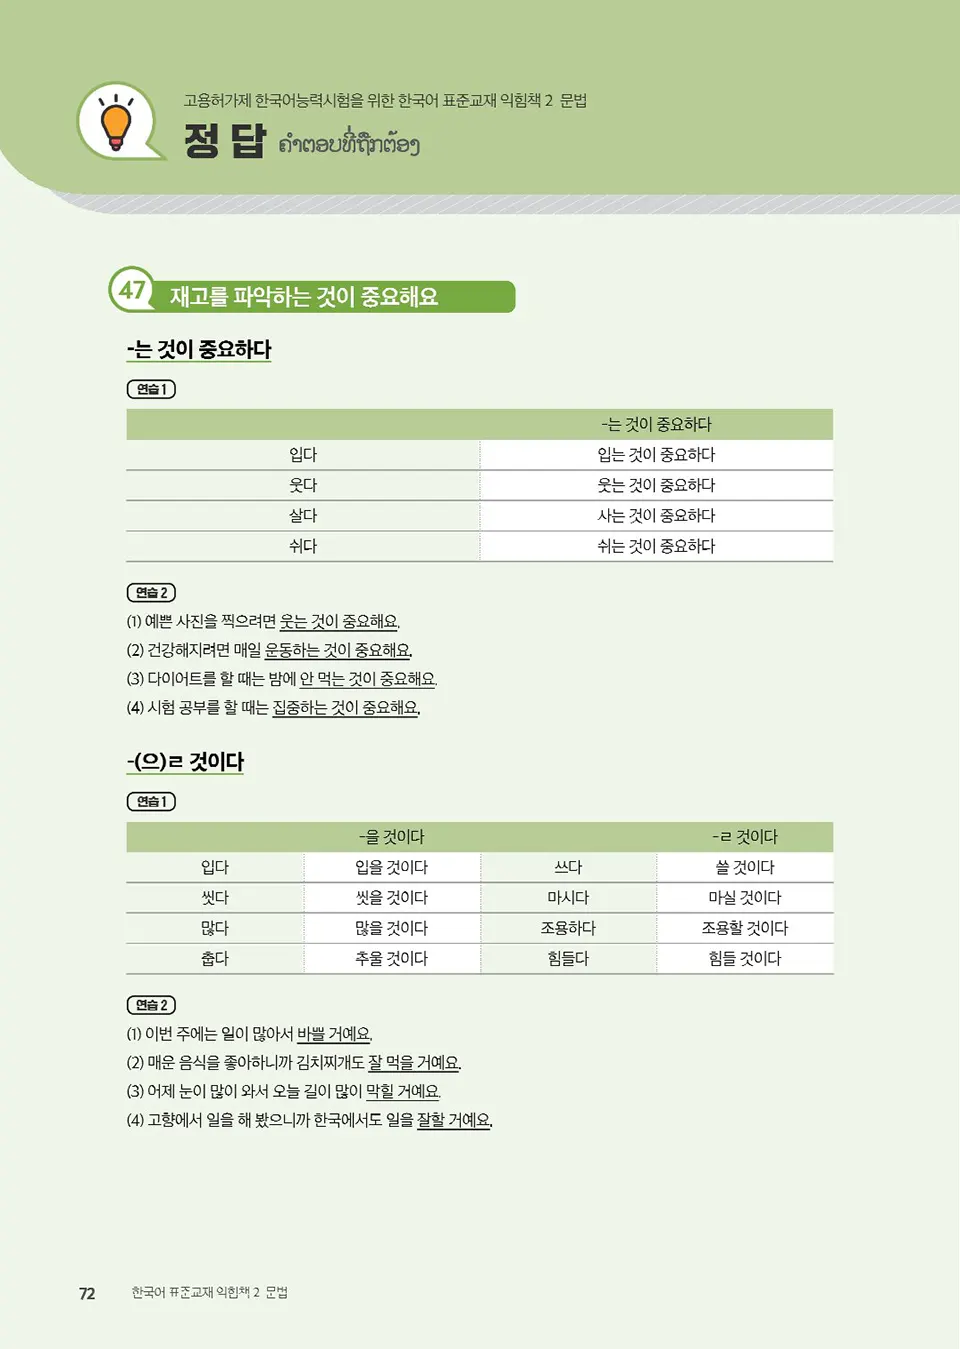 고용허가제 한국어능력시험을 위한 한국어 표준교재 익힘책 2 문법
정 답 ຄຳຕອບທີ່ຖືກຕ້ອງ
47 재고를 파악하는 것이 중요해요
-는 것이 중요하다
연습 1
-는 것이 중요하다
입다 입는 것이 중요하다
웃다 웃는 것이 중요하다
살다 사는 것이 중요하다
쉬다 쉬는 것이 중요하다
연습 2
(1) 예쁜 사진을 찍으려면 웃는 것이 중요해요.
(2) 건강해지려면 매일 운동하는 것이 중요해요.
(3) 다이어트를 할 때는 밤에 안 먹는 것이 중요해요.
(4) 시험 공부를 할 때는 집중하는 것이 중요해요.
-(으)ㄹ 것이다
연습 1
-을 것이다 -ㄹ 것이다
입다 입을 것이다 쓰다 쓸 것이다
씻다 씻을 것이다 마시다 마실 것이다
많다 많을 것이다 조용하다 조용할 것이다
춥다 추울 것이다 힘들다 힘들 것이다
연습 2
(1) 이번 주에는 일이 많아서 바쁠 거예요.
(2) 매운 음식을 좋아하니까 김치찌개도 잘 먹을 거예요.
(3) 어제 눈이 많이 와서 오늘 길이 많이 막힐 거예요.
(4) 고향에서 일을 해 봤으니까 한국에서도 일을 잘할 거예요.
72 한국어 표준교재 익힘책 2 문법